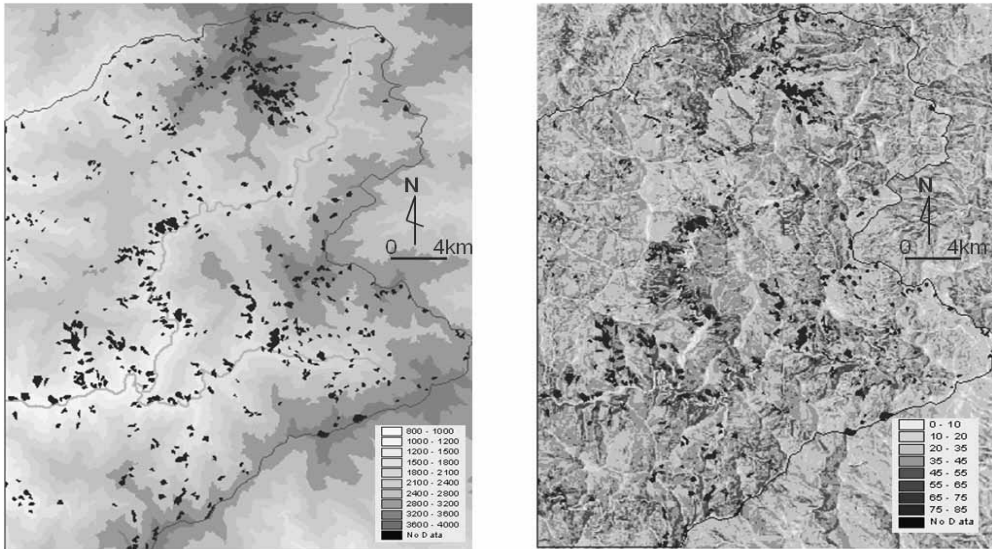 N
0 4km
800 - 1000
1000 - 1200
1200 - 1500
1500 - 1800
1800 - 2100
2100 - 2400
2400 - 2800
2800 - 3200
3200 - 3600
3600 - 4000
No Data
N
0 4km
0 - 10
10 - 20
20 - 35
35 - 45
45 - 55
55 - 65
65 - 75
75 - 85
No Data